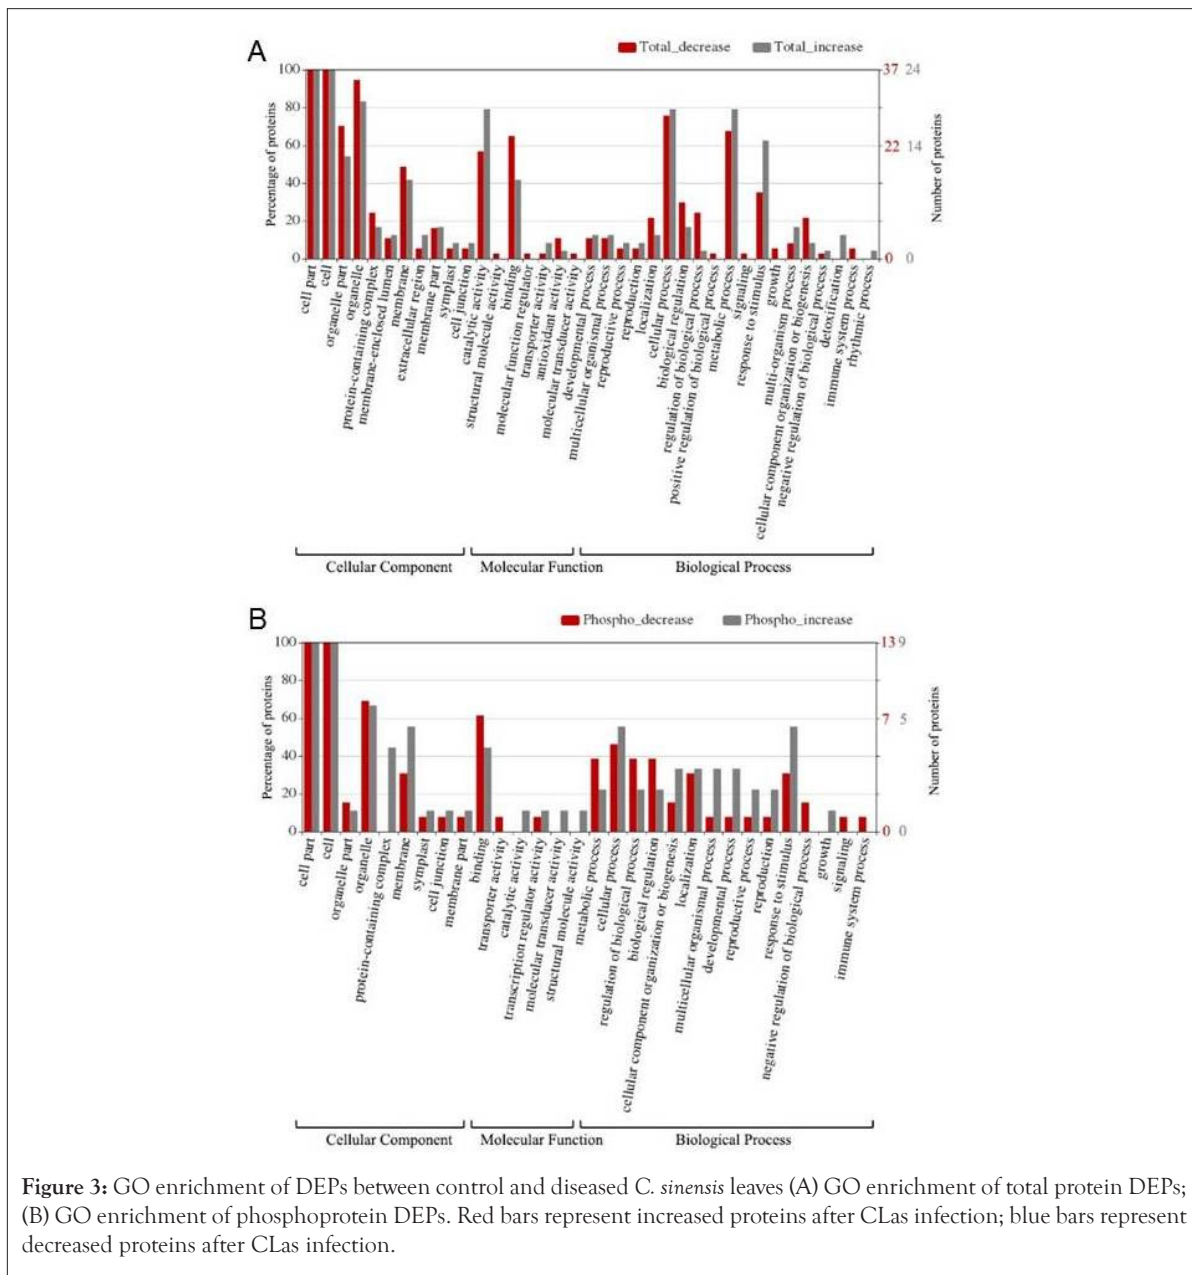 A
Total_decrease Total_increase
100 37 24
80
60 22 14
40
20
0 0 0
Percentage of proteins
Number of proteins
cell part
cell
organelle part
organelle
protein-containing complex
membrane-enclosed lumen
membrane
extracellular region
membrane part
symplast
cell junction
catalytic activity
structural molecule activity
binding
molecular function regulator
transporter activity
antioxidant activity
molecular transducer activity
developmental process
multicellular organismal process
reproductive process
reproduction
localization
cellular process
biological regulation
regulation of biological process
positive regulation of biological process
metabolic process
signaling
response to stimulus
growth
multi-organism process
cellular component organization or biogenesis
negative regulation of biological process
detoxification
immune system process
rhythmic process
Cellular Component Molecular Function Biological Process
B
Phospho_decrease Phospho_increase
100 13 9
80
60 7 5
40
20
0 0 0
Percentage of proteins
Number of proteins
cell part
cell
organelle part
organelle
protein-containing complex
membrane
symplast
cell junction
membrane part
binding
transporter activity
catalytic activity
transcription regulator activity
molecular transducer activity
structural molecule activity
metabolic process
cellular process
regulation of biological process
biological regulation
cellular component organization or biogenesis
localization
multicellular organismal process
developmental process
reproductive process
reproduction
response to stimulus
negative regulation of biological process
growth
signaling
immune system process
Cellular Component Molecular Function Biological Process
Figure 3: GO enrichment of DEPs between control and diseased C. sinensis leaves (A) GO enrichment of total protein DEPs;
(B) GO enrichment of phosphoprotein DEPs. Red bars represent increased proteins after CLas infection; blue bars represent
decreased proteins after CLas infection.